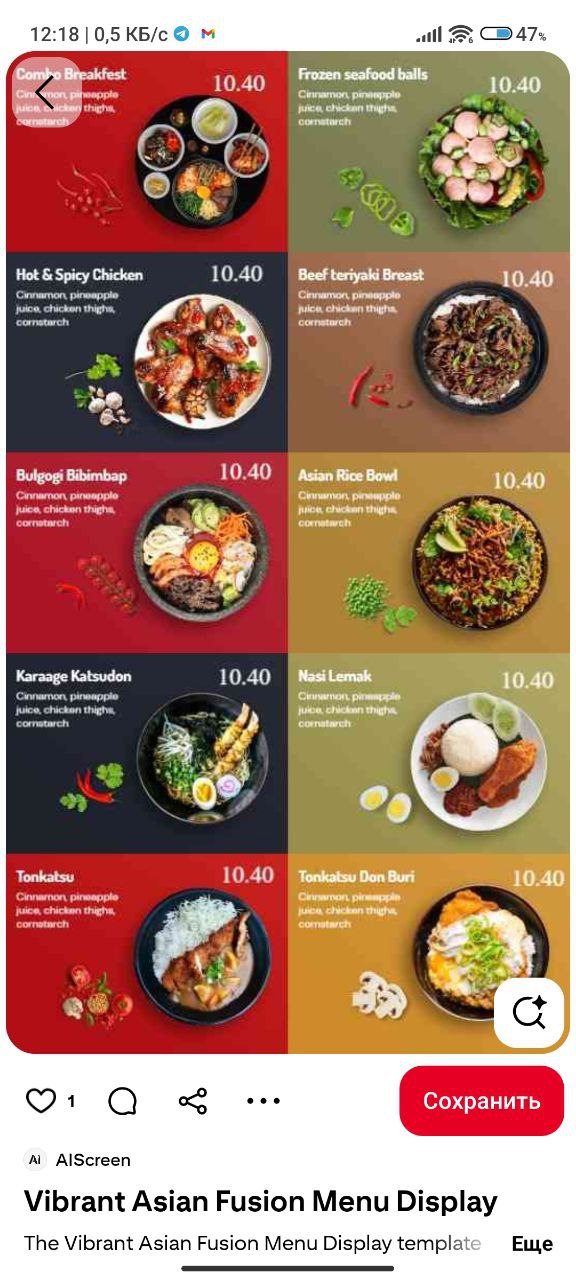 12:18 | 0,5 КБ/с
47%
Combo Breakfast
10.40
Cinnamon, pineapple
juice, chicken thighs,
cornstarch
Frozen seafood balls
10.40
Cinnamon, pineapple
juice, chicken thighs,
cornstarch
Hot & Spicy Chicken
10.40
Cinnamon, pineapple
juice, chicken thighs,
cornstarch
Beef teriyaki Breast
10.40
Cinnamon, pineapple
juice, chicken thighs,
cornstarch
Bulgogi Bibimbap
10.40
Cinnamon, pineapple
juice, chicken thighs,
cornstarch
Asian Rice Bowl
10.40
Cinnamon, pineapple
juice, chicken thighs,
cornstarch
Karaage Katsudon
10.40
Cinnamon, pineapple
juice, chicken thighs,
cornstarch
Nasi Lemak
10.40
Cinnamon, pineapple
juice, chicken thighs,
cornstarch
Tonkatsu
10.40
Cinnamon, pineapple
juice, chicken thighs,
cornstarch
Tonkatsu Don Buri
10.40
Cinnamon, pineapple
juice, chicken thighs,
cornstarch
1
Сохранить
Ai AIScreen
Vibrant Asian Fusion Menu Display
The Vibrant Asian Fusion Menu Display template Еще